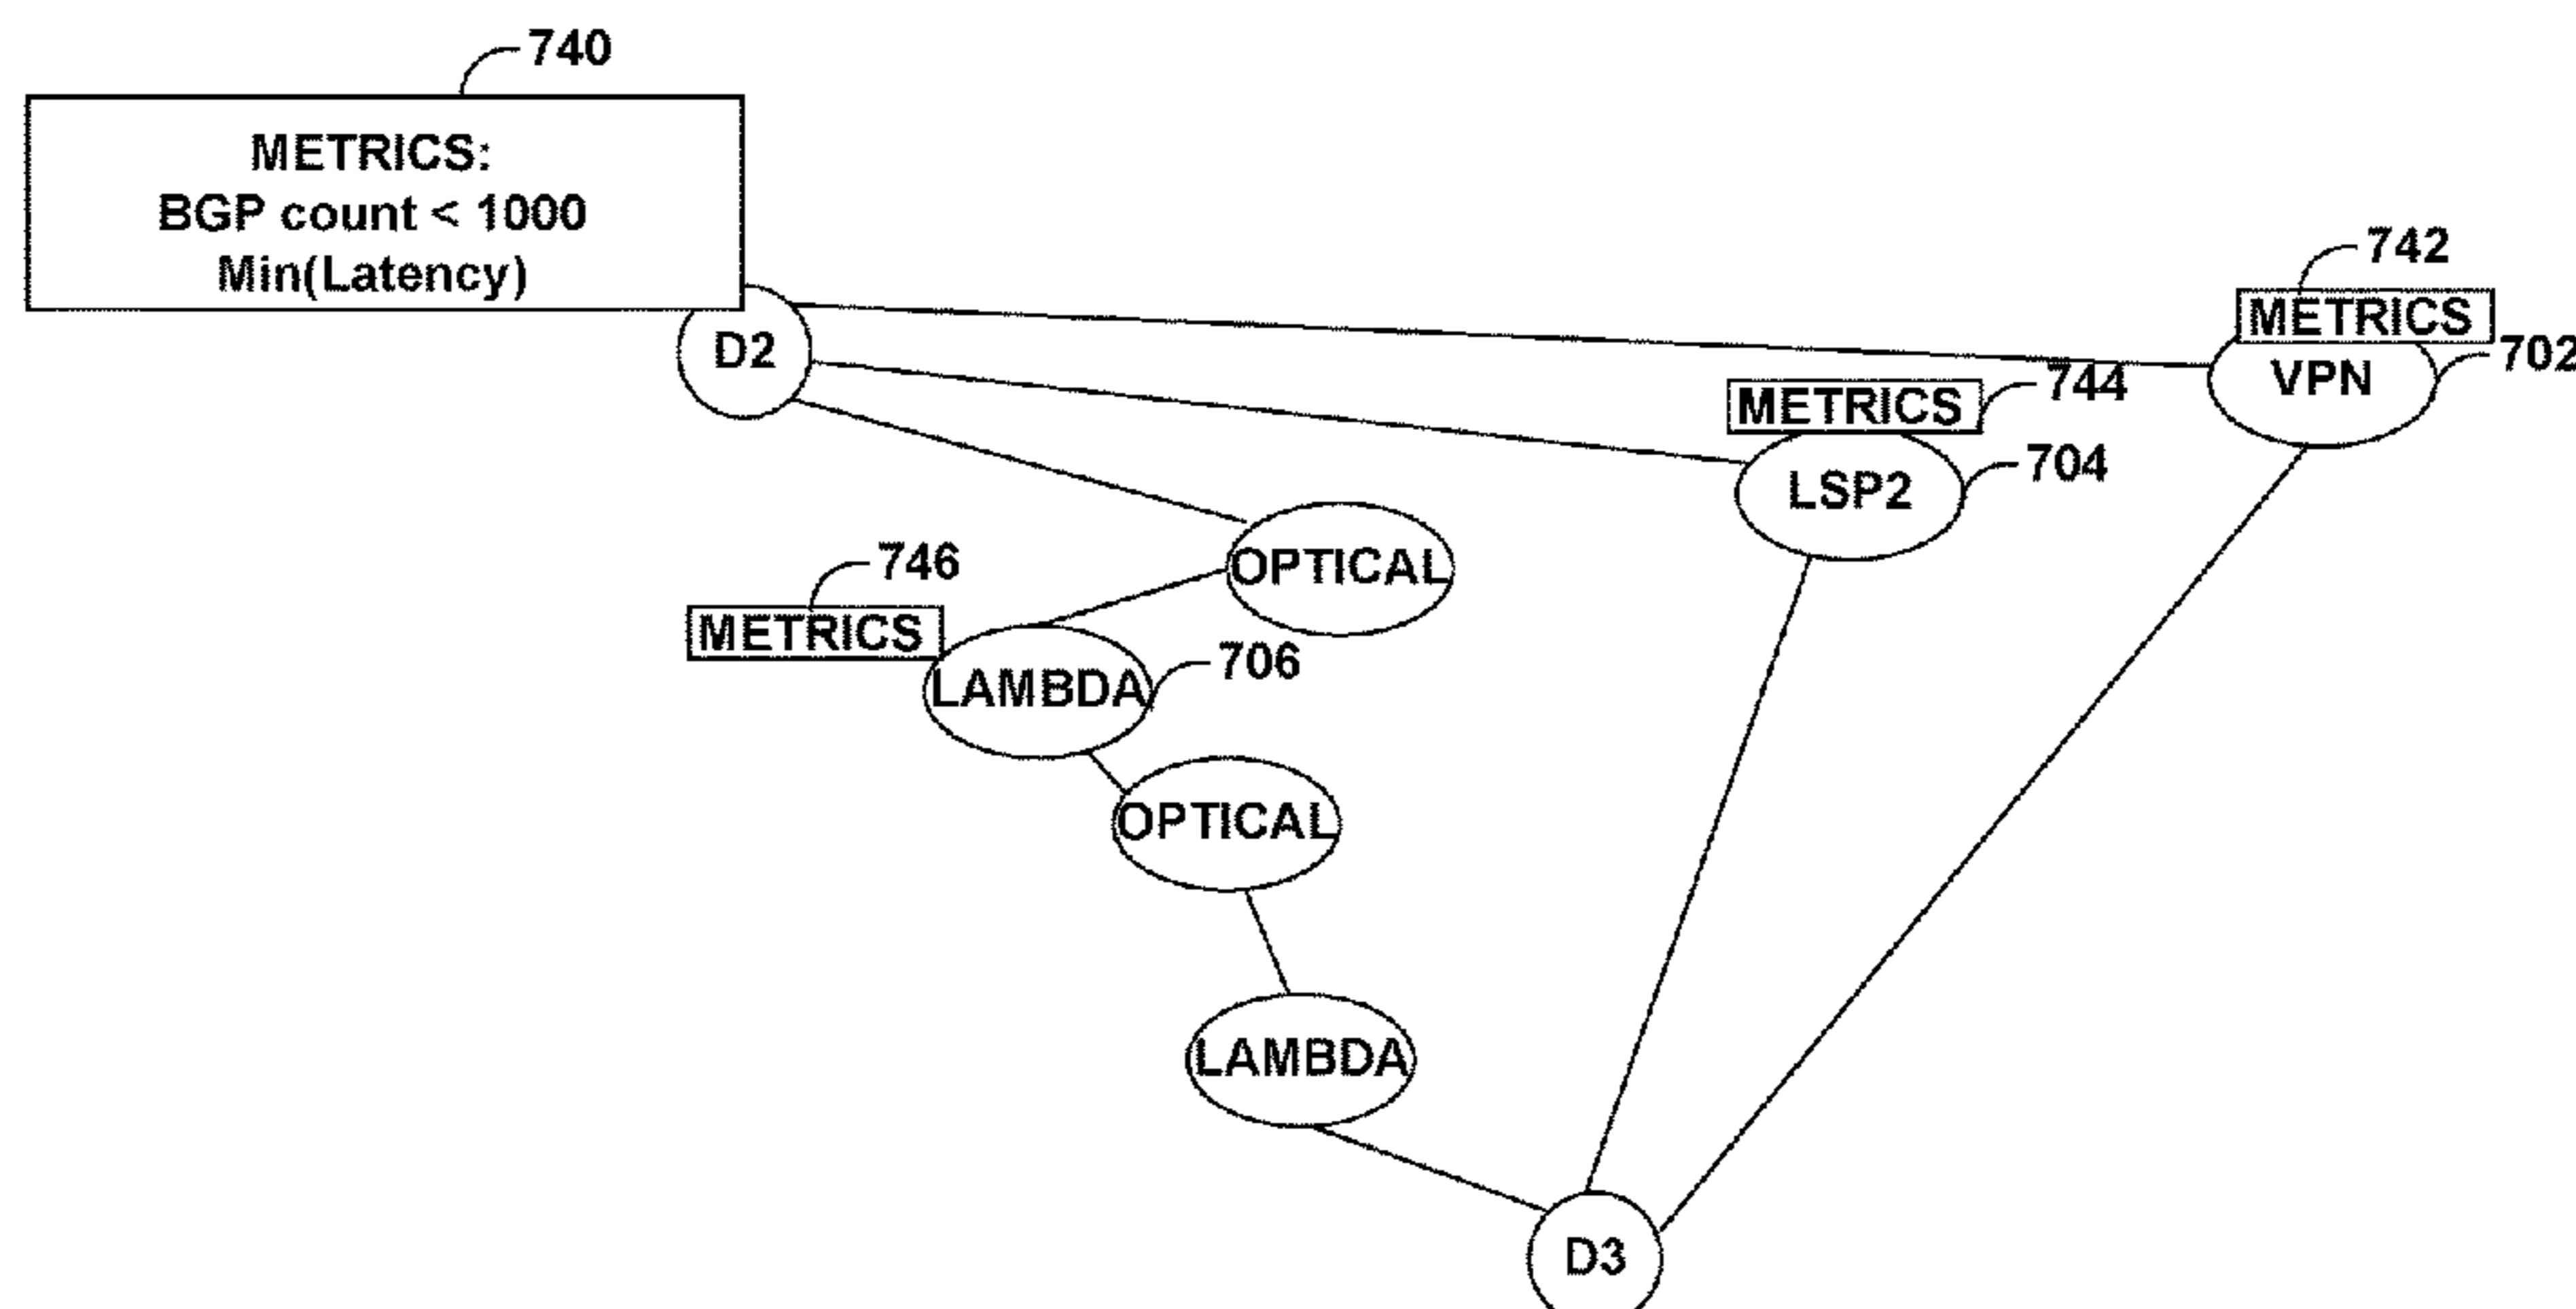 740
METRICS:
BGP count < 1000
Min(Latency)
742
METRICS
702
D2
VPN
744
METRICS
704
LSP2
OPTICAL
746
METRICS
706
LAMBDA
OPTICAL
LAMBDA
D3